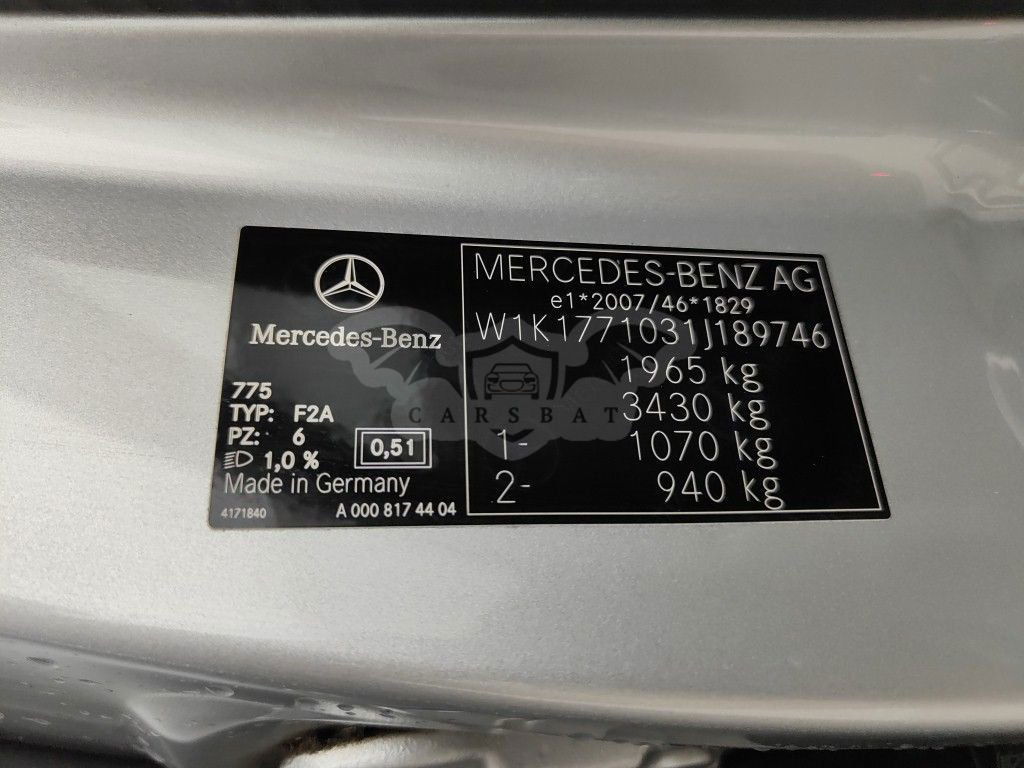 Mercedes-Benz
775
TYP: F2A
PZ: 6
1,0 %
0,51
Made in Germany
4171840 A 000 817 44 04
MERCEDES-BENZ AG
e1*2007/46*1829
W1K1771031J189746
1965 kg
3430 kg
1- 1070 kg
2- 940 kg
CARSBAT